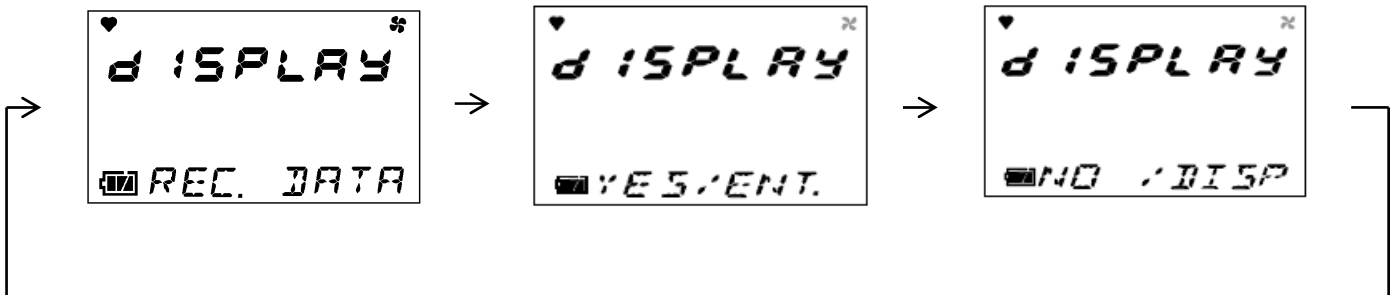 dISPLAY
REC. DATA
dISPLAY
YES/ENT.
dISPLAY
NO /DISP